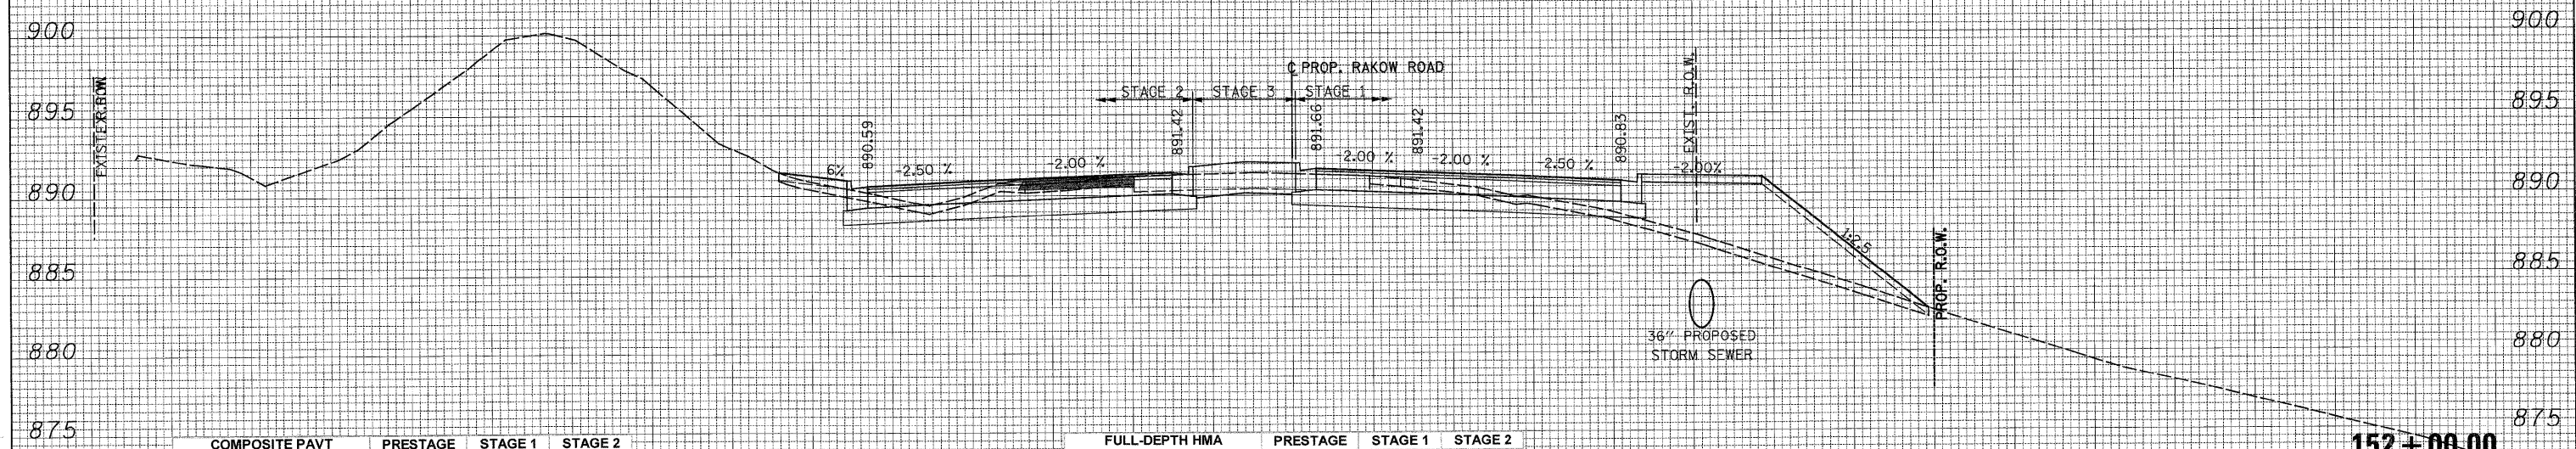 900
900
℄ PROP. RAKOW ROAD
STAGE 2
STAGE 3
STAGE 1
895
895
EXIST. R.O.W.
890.59
891.42
891.66
891.42
890.83
6%
-2.50 %
-2.00 %
-2.00 %
-2.00 %
-2.50 %
-2.00%
890
890
1:2.5
PROP. R.O.W.
885
885
36" PROPOSED
STORM SEWER
880
880
875
875
COMPOSITE PAVT PRESTAGE STAGE 1 STAGE 2
FULL-DEPTH HMA PRESTAGE STAGE 1 STAGE 2
152+00.00